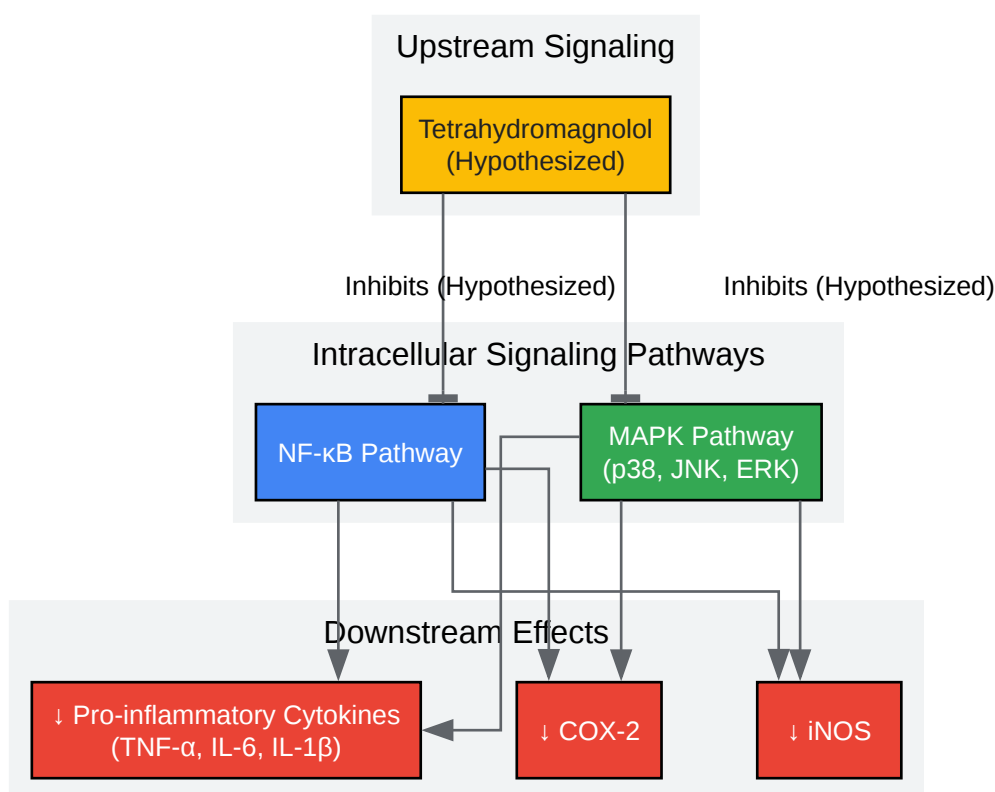 Upstream Signaling
Tetrahydromagnolol
(Hypothesized)
Inhibits (Hypothesized)
Inhibits (Hypothesized)
Intracellular Signaling Pathways
NF-κB Pathway
MAPK Pathway
(p38, JNK, ERK)
Downstream Effects
↓ Pro-inflammatory Cytokines
(TNF-α, IL-6, IL-1β)
↓ COX-2
↓ iNOS